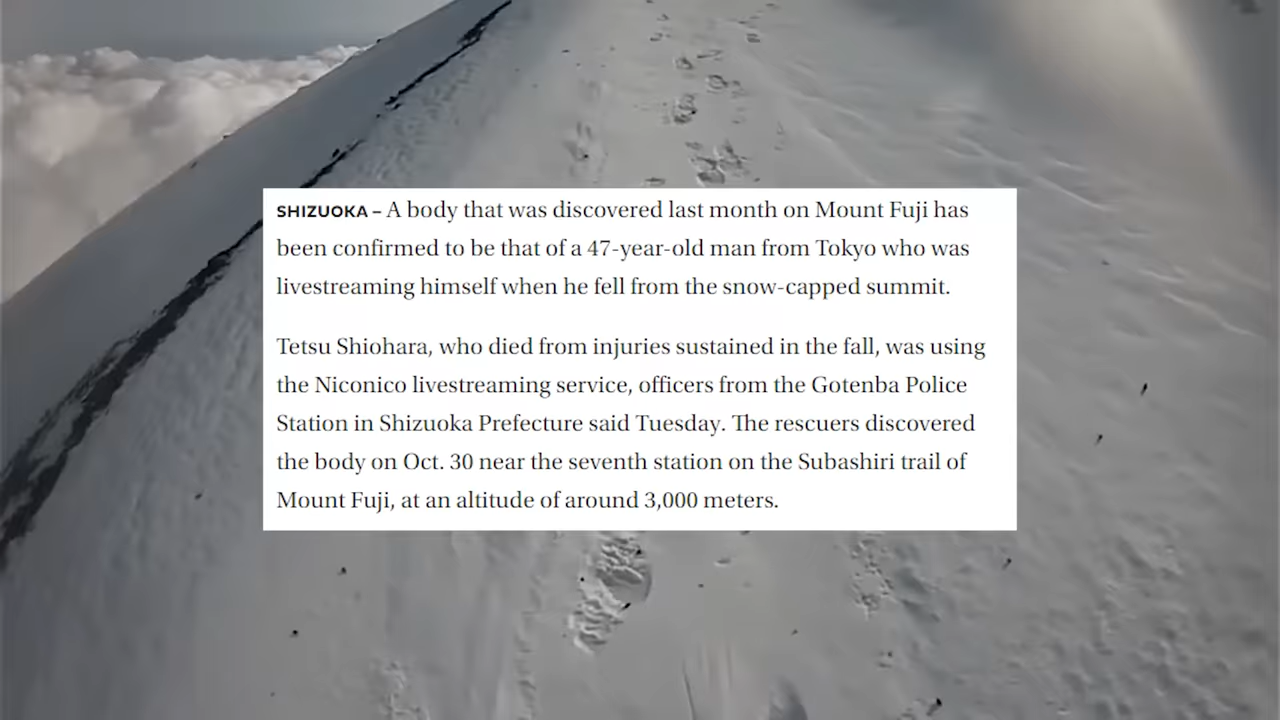 SHIZUOKA – A body that was discovered last month on Mount Fuji has
been confirmed to be that of a 47-year-old man from Tokyo who was
livestreaming himself when he fell from the snow-capped summit.
Tetsu Shiohara, who died from injuries sustained in the fall, was using
the Niconico livestreaming service, officers from the Gotenba Police
Station in Shizuoka Prefecture said Tuesday. The rescuers discovered
the body on Oct. 30 near the seventh station on the Subashiri trail of
Mount Fuji, at an altitude of around 3,000 meters.